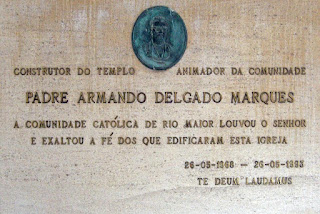 CONSTRUTOR DO TEMPLO ANIMADOR DA COMUNIDADE
PADRE ARMANDO DELGADO MARQUES
A COMUNIDADE CATÓLICA DE RIO MAIOR LOUVOU O SENHOR
E EXALTOU A FÉ DOS QUE EDIFICARAM ESTA IGREJA
26-05-1968 – 26-05-1993
TE DEUM LAUDAMUS